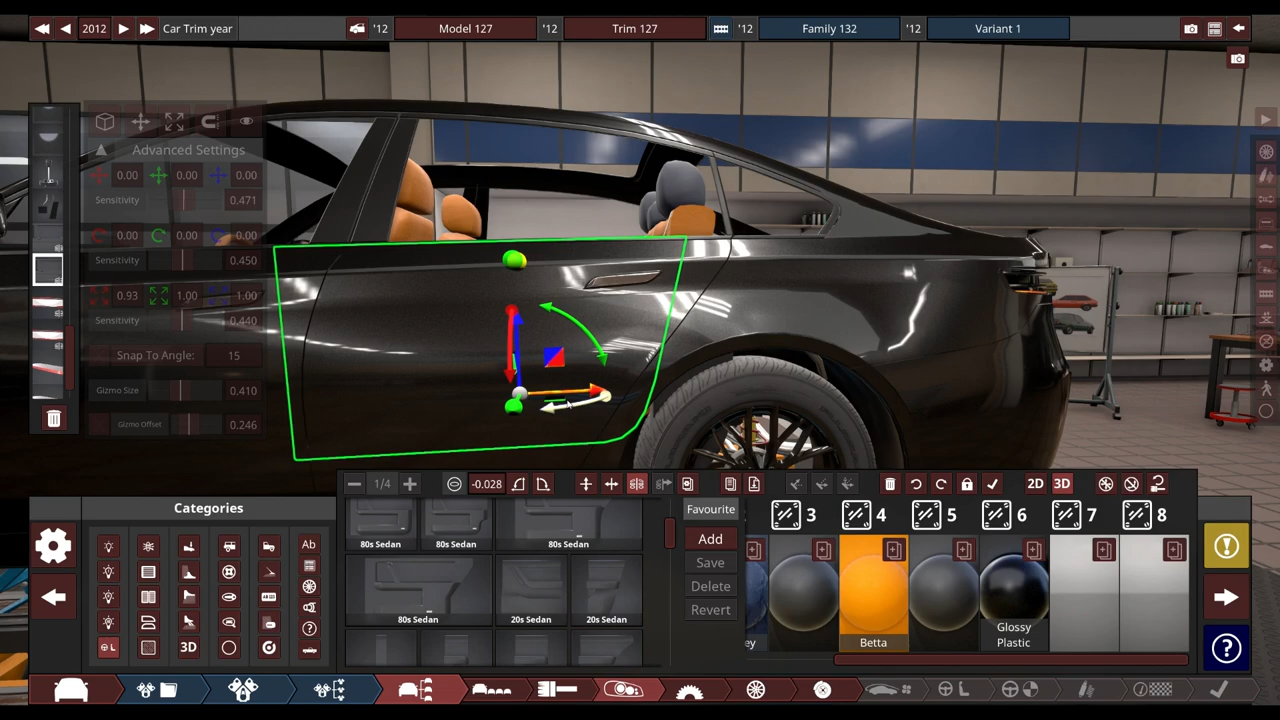 2012 Car Trim year '12 Model 127 '12 Trim 127 '12 Family 132 '12 Variant 1
Advanced Settings
0.00 0.00 0.00
Sensitivity 0.471
0.00 0.00 0.00
Sensitivity 0.450
0.93 1.00 1.00
Sensitivity 0.440
Snap To Angle: 15
Gizmo Size 0.410
Gizmo Offset 0.246
1/4 -0.028 2D 3D
Categories
Ab
3D
L
80s Sedan 80s Sedan 80s Sedan
80s Sedan 20s Sedan 20s Sedan
Favourite
Add
Save
Delete
Revert
3 4 5 6 7 8
ey Betta Glossy
Plastic